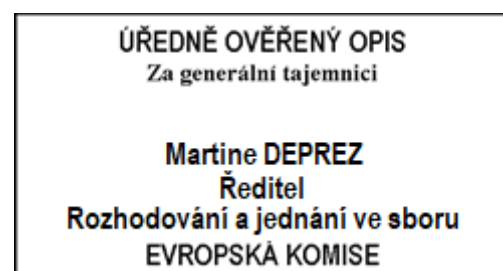 ÚŘEDNĚ OVĚŘENÝ OPIS
Za generální tajemnici
Martine DEPREZ
Ředitel
Rozhodování a jednání ve sboru
EVROPSKÁ KOMISE